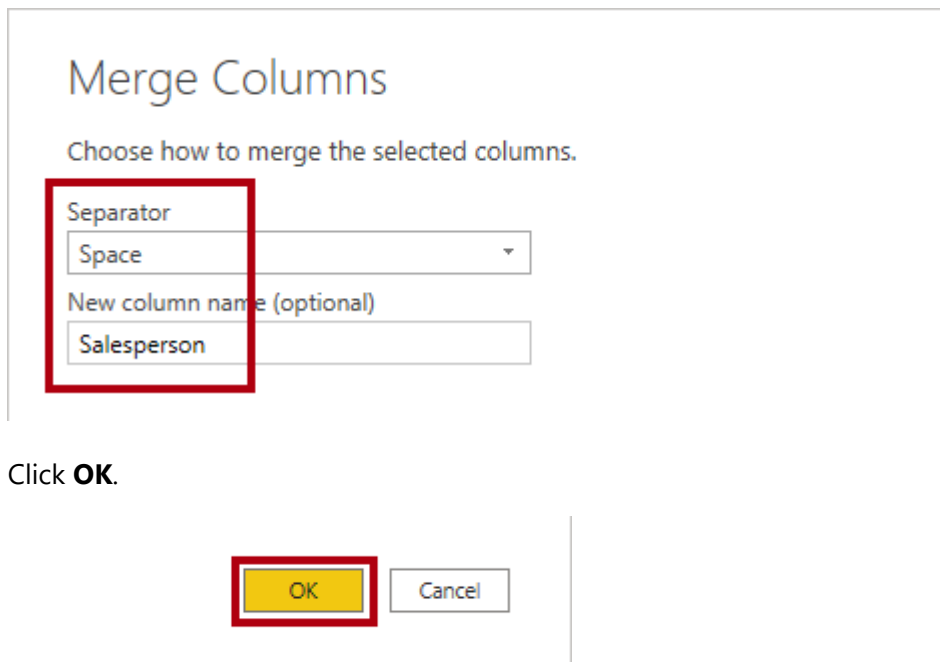 Merge Columns
Choose how to merge the selected columns.
Separator
Space
New column name (optional)
Salesperson
Click OK.
OK Cancel